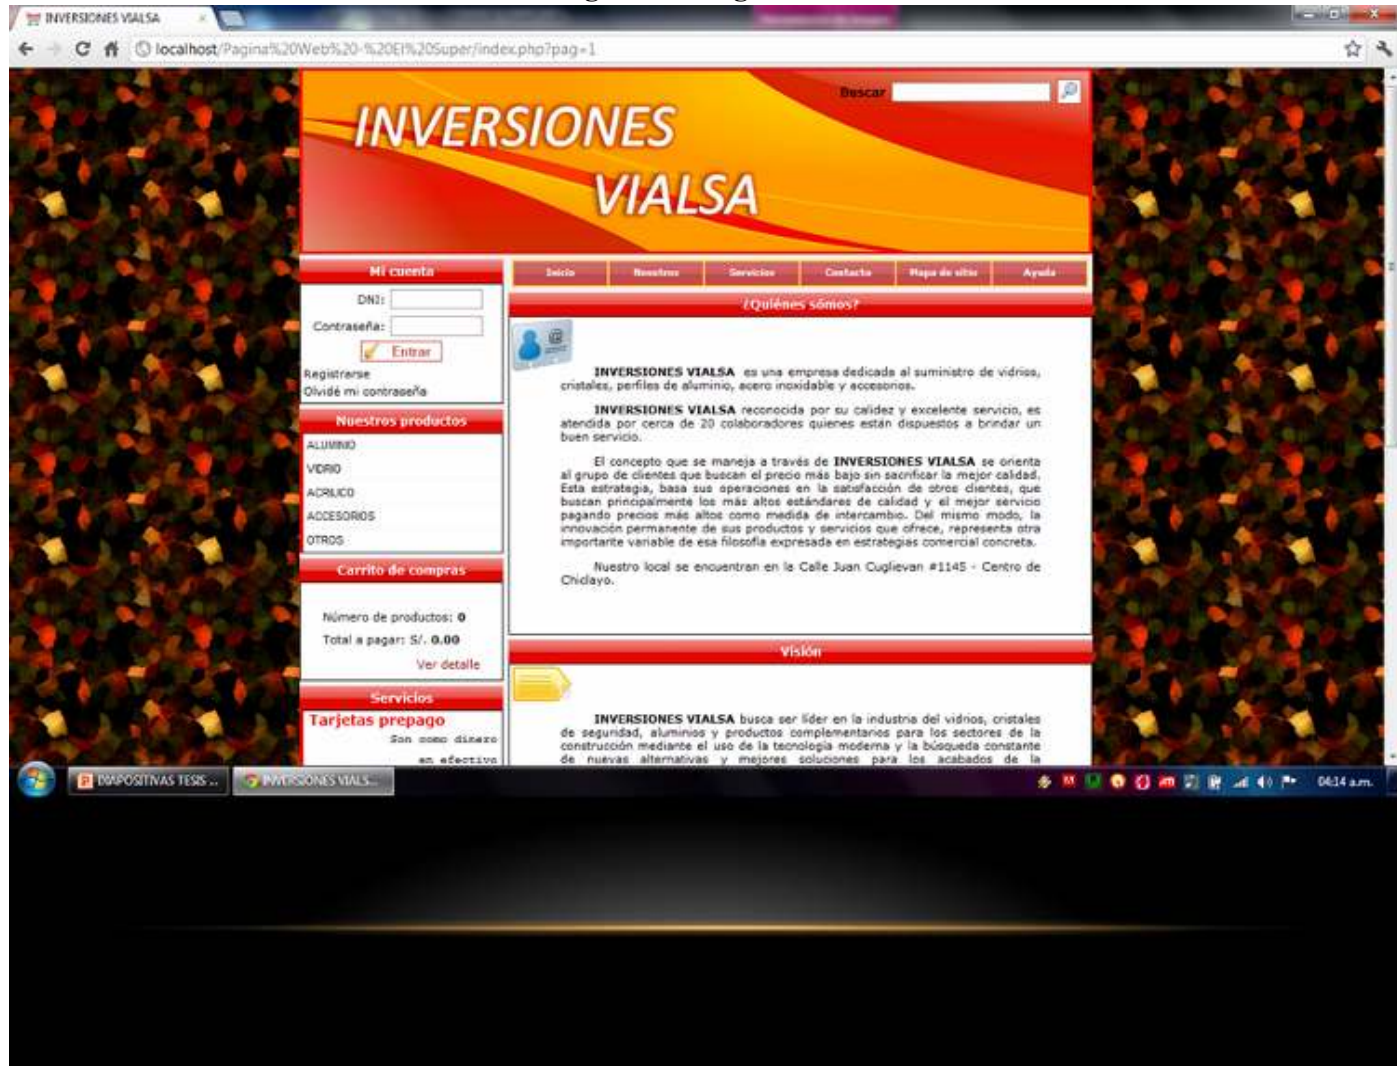 INVERSIONES VIALSA
localhost/Pagina%20Web%20-%20El%20Super/index.php?pag=1
Buscar
INVERSIONES
VIALSA
Mi cuenta
DNI:
Contraseña:
Entrar
Registrarse
Olvidé mi contraseña
Nuestros productos
ALUMINIO
VIDRIO
ACRILICO
ACCESORIOS
OTROS
Carrito de compras
Número de productos: 0
Total a pagar: S/. 0.00
Ver detalle
Servicios
Tarjetas prepago
Son como dinero
en efectivo
Inicio Nosotros Servicios Contacto Mapa de sitio Ayuda
¿Quiénes sómos?
INVERSIONES VIALSA es una empresa dedicada al suministro de vidrios,
cristales, perfiles de aluminio, acero inoxidable y accesorios.
INVERSIONES VIALSA reconocida por su calidez y excelente servicio, es
atendida por cerca de 20 colaboradores quienes están dispuestos a brindar un
buen servicio.
El concepto que se maneja a través de INVERSIONES VIALSA se orienta
al grupo de clientes que buscan el precio más bajo sin sacrificar la mejor calidad.
Esta estrategia, basa sus operaciones en la satisfacción de otros clientes, que
buscan principalmente los más altos estándares de calidad y el mejor servicio
pagando precios más altos como medida de intercambio. Del mismo modo, la
innovación permanente de sus productos y servicios que ofrece, representa otra
importante variable de esa filosofía expresada en estrategias comercial concreta.
Nuestro local se encuentran en la Calle Juan Cuglievan #1145 - Centro de
Chiclayo.
Visión
INVERSIONES VIALSA busca ser líder en la industria del vidrios, cristales
de seguridad, aluminios y productos complementarios para los sectores de la
construcción mediante el uso de la tecnología moderna y la búsqueda constante
de nuevas alternativas y mejores soluciones para los acabados de la
DIAPOSITIVAS TESIS ...
INVERSIONES VIALS...
04:14 a.m.